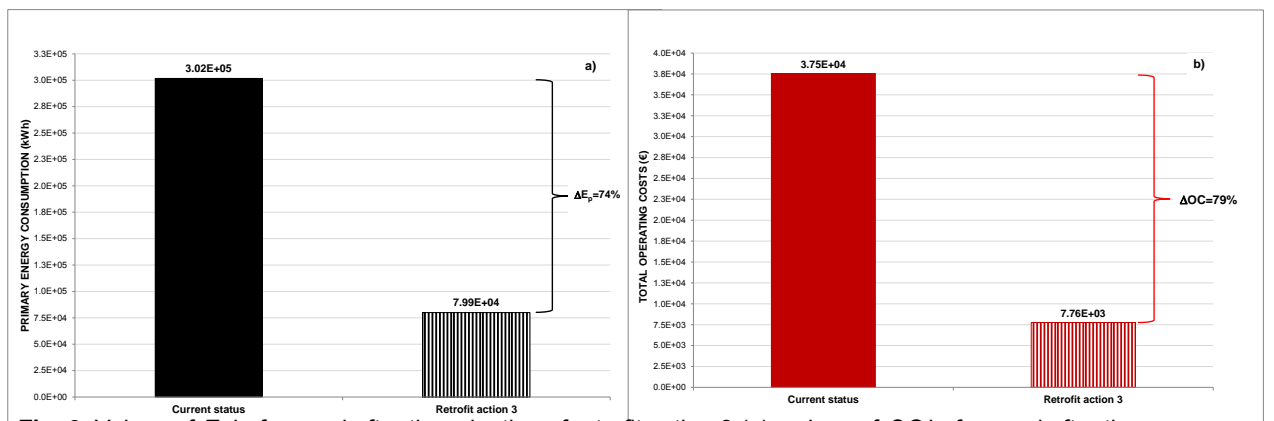 a)
PRIMARY ENERGY CONSUMPTION (kWh)
3.3E+05
3.0E+05
2.8E+05
2.5E+05
2.3E+05
2.0E+05
1.8E+05
1.5E+05
1.3E+05
1.0E+05
7.5E+04
5.0E+04
2.5E+04
0.0E+00
3.02E+05
7.99E+04
ΔEp=74%
Current status
Retrofit action 3
b)
TOTAL OPERATING COSTS (€)
4.0E+04
3.8E+04
3.5E+04
3.3E+04
3.0E+04
2.8E+04
2.5E+04
2.3E+04
2.0E+04
1.8E+04
1.5E+04
1.3E+04
1.0E+04
7.5E+03
5.0E+03
2.5E+03
0.0E+00
3.75E+04
7.76E+03
ΔOC=79%
Current status
Retrofit action 3